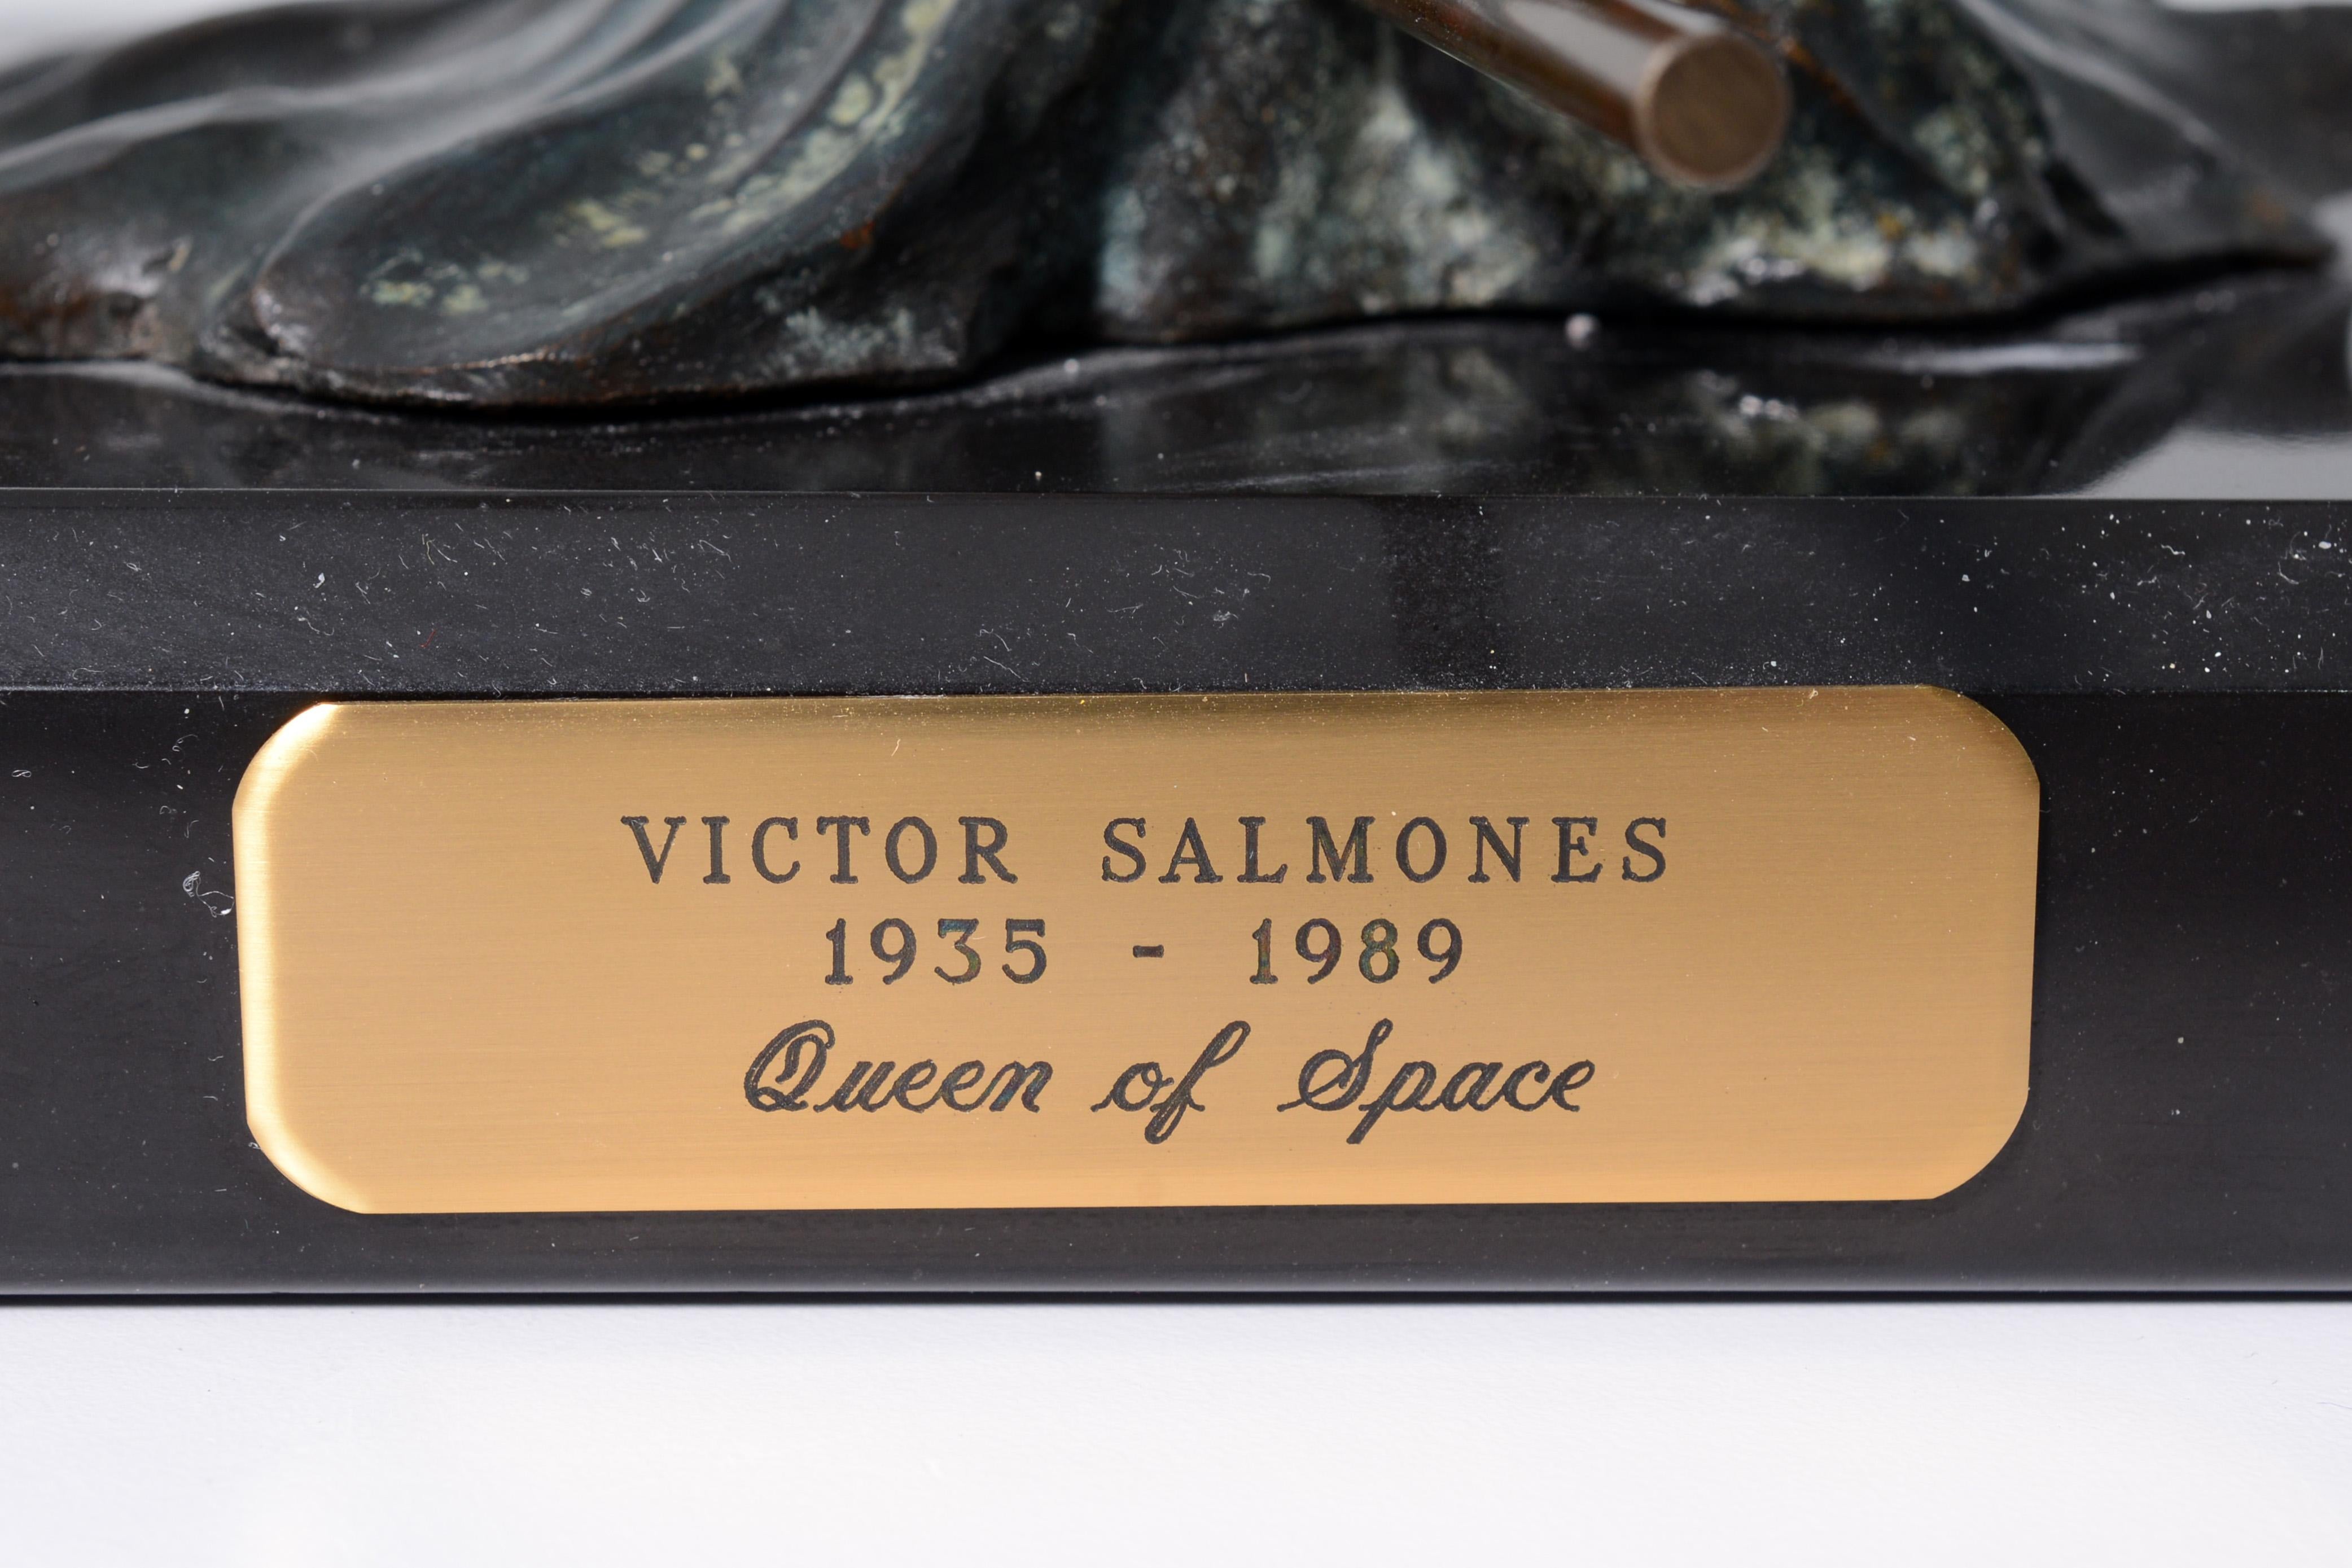 VICTOR SALMONES
1935 - 1989
Queen of Space